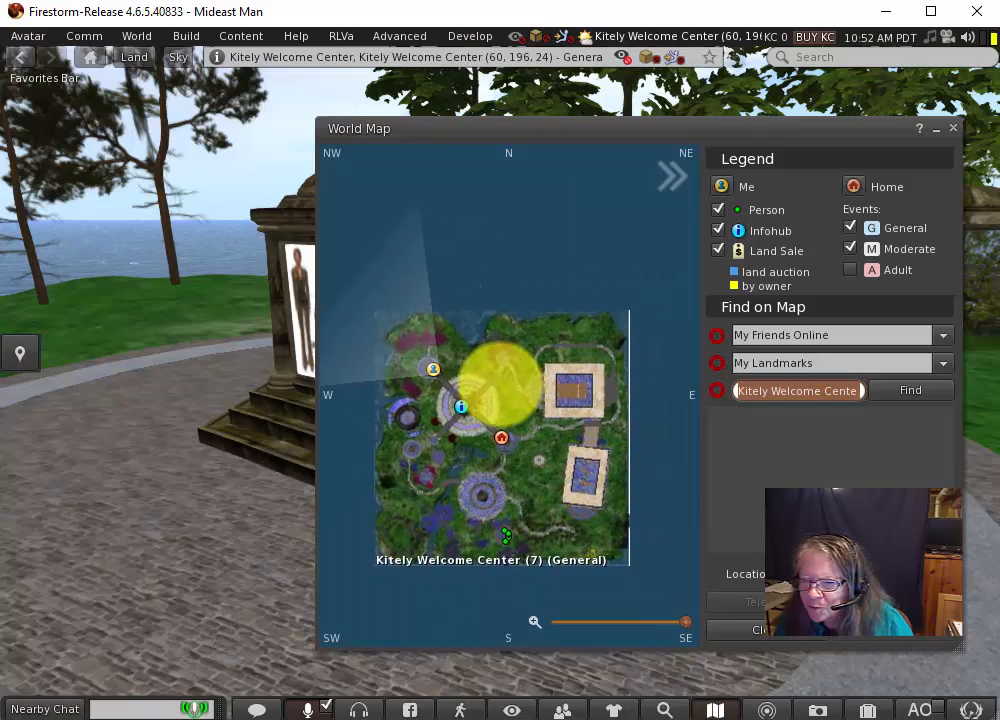 Firestorm-Release 4.6.5.40833 - Mideast Man
Avatar Comm World Build Content Help RLVa Advanced Develop Kitely Welcome Center (60, 19 KC 0 BUY KC 10:52 AM PDT
Land Sky Kitely Welcome Center, Kitely Welcome Center (60, 196, 24) - Genera Search
Favorites Bar
World Map ?
NW N NE
W E
SW S SE
Kitely Welcome Center (7) (General)
Legend
Me Home
Person Events:
Infohub G General
Land Sale M Moderate
land auction A Adult
by owner
Find on Map
My Friends Online
My Landmarks
Kitely Welcome Cente Find
Locatio
Tele
Cl
Nearby Chat AO